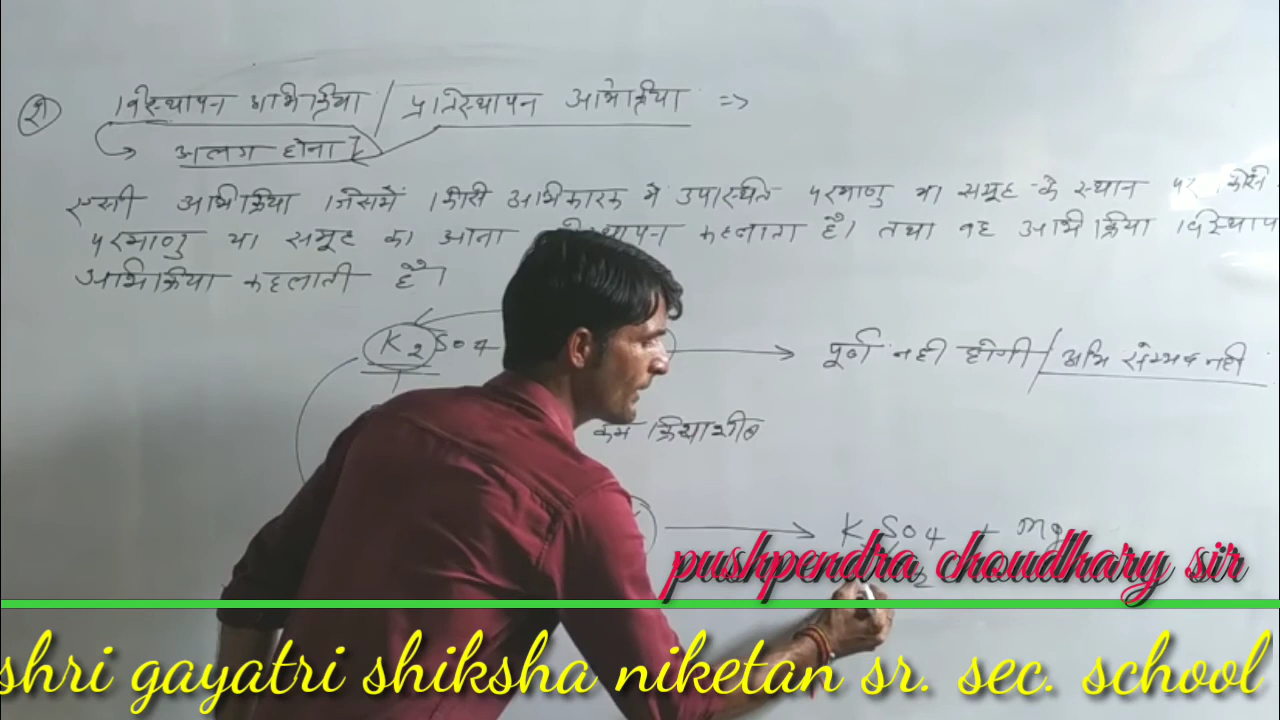 विस्थापन अभिक्रिया / प्रतिस्थापन अभिक्रिया =>
अलग होना
ऐसी अभिक्रिया जिसमें किसी अभिकारक मे उपस्थित परमाणु या समूह के स्थान पर किसी
परमाणु या समूह का आना कहलाता है। तथा वह अभिक्रिया विस्थाप
अभिक्रिया कहलाती है।
K2SO4 पूर्ण नही होगी / अभि संम्भव नही
कम क्रियाशील
K2SO4 + Mg
2
pushpendra choudhary sir
shri gayatri shiksha niketan sr. sec. school